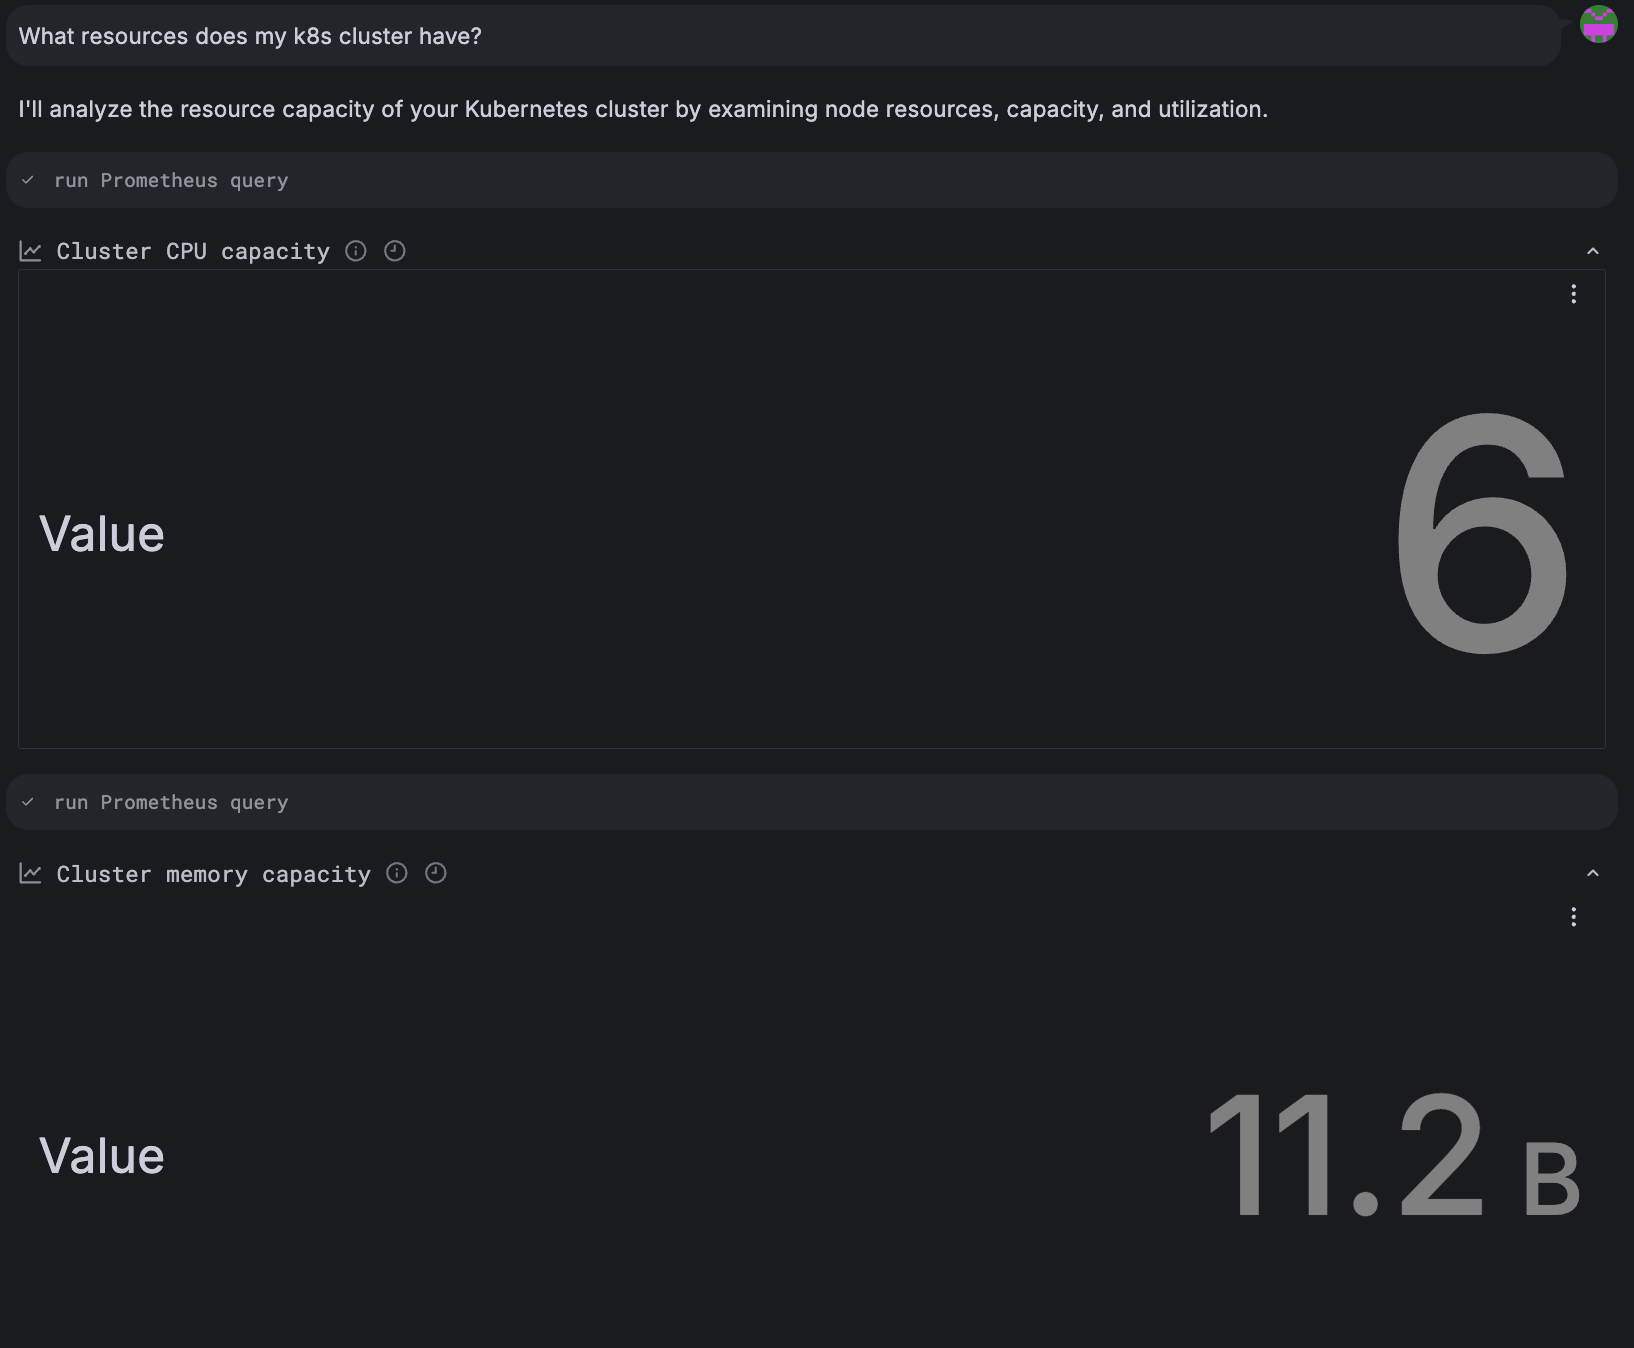 What resources does my k8s cluster have?
I'll analyze the resource capacity of your Kubernetes cluster by examining node resources, capacity, and utilization.
run Prometheus query
Cluster CPU capacity
Value
6
run Prometheus query
Cluster memory capacity
Value
11.2 B